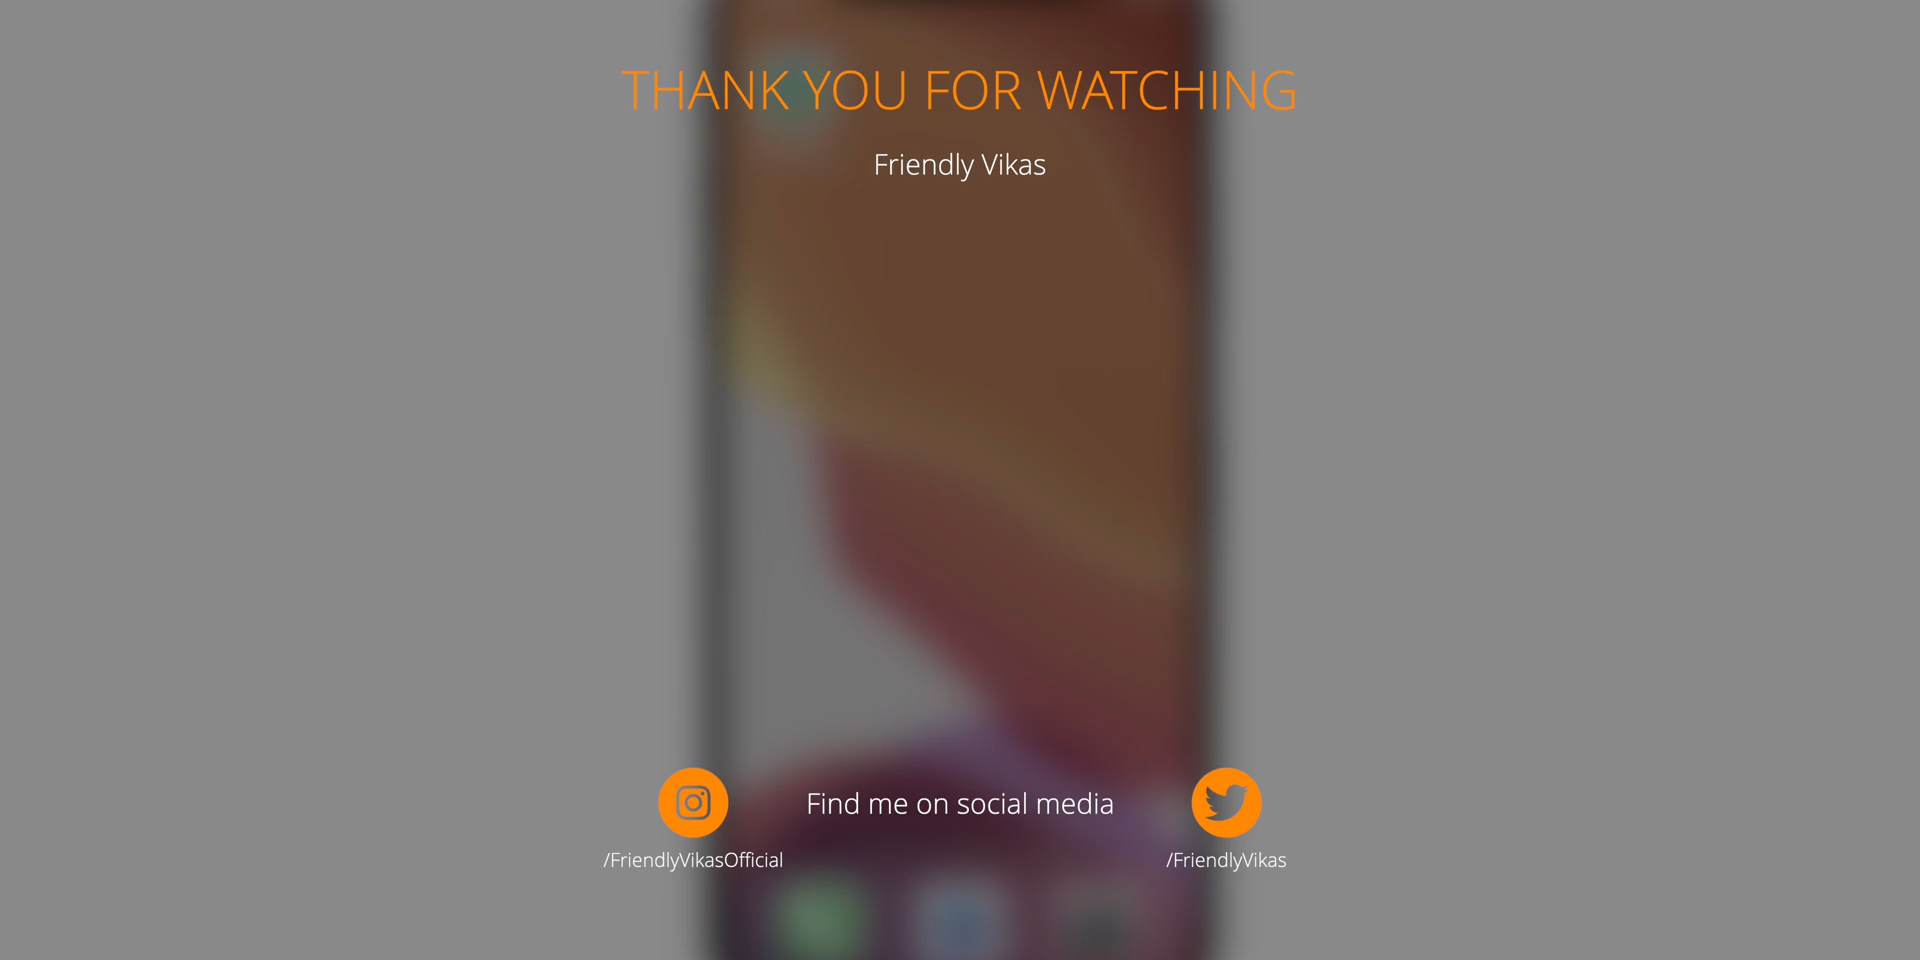 THANK YOU FOR WATCHING
Friendly Vikas
Find me on social media
/FriendlyVikasOfficial
/FriendlyVikas